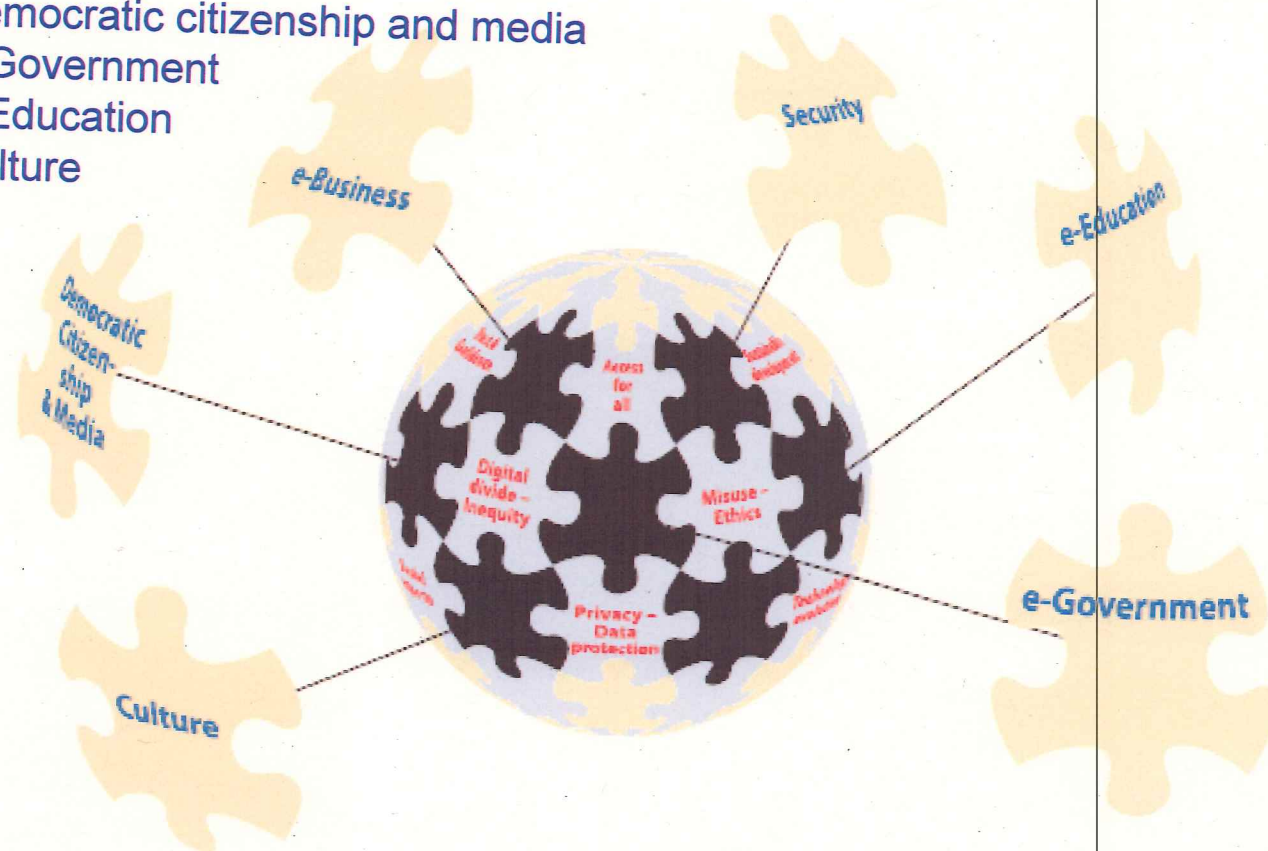 emocratic citizenship and media
Government
Education
lture
e-Business
Security
e-Education
Democratic
Citizen-
ship
& Media
Access
for
all
Digital
divide –
Inequity
Misuse –
Ethics
Privacy –
Data
protection
e-Government
Culture